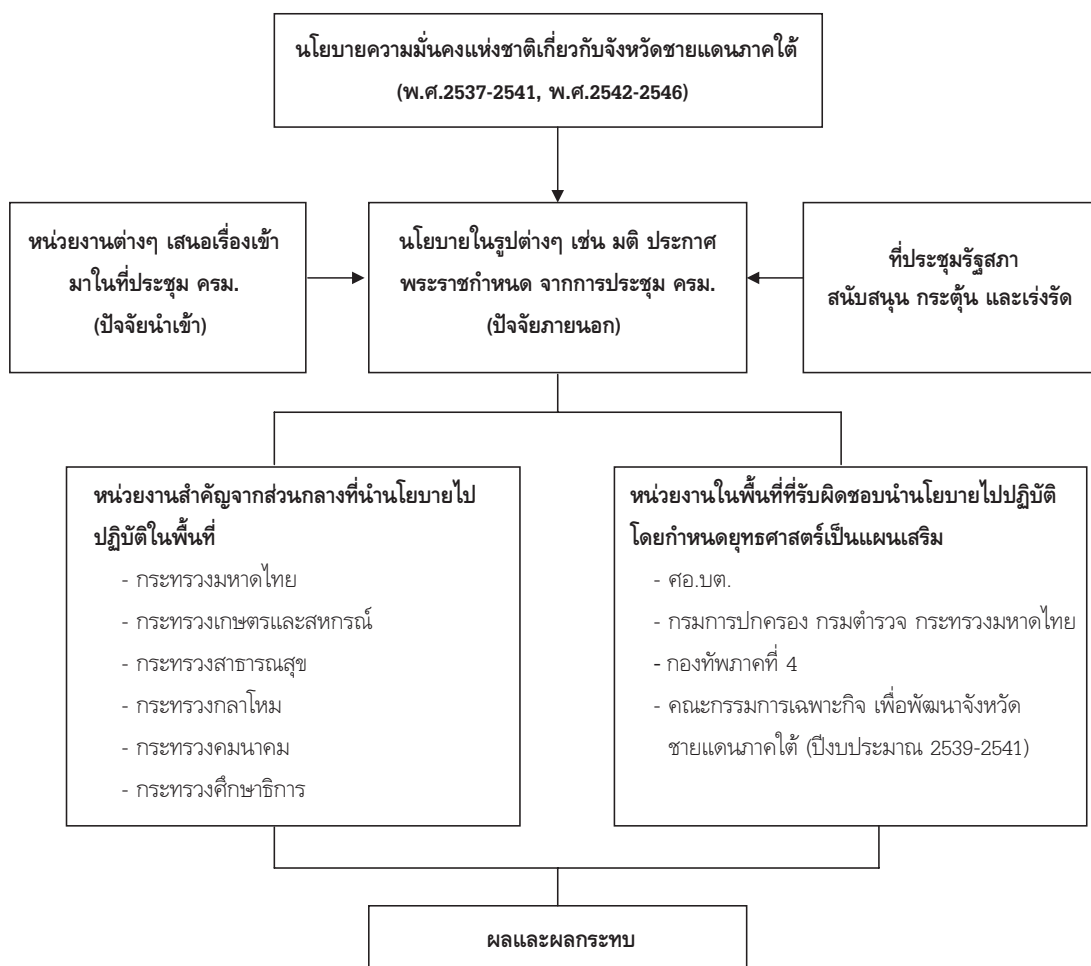 นโยบายความมั่นคงแห่งชาติเกี่ยวกับจังหวัดชายแดนภาคใต้
(พ.ศ.2537-2541, พ.ศ.2542-2546)
หน่วยงานต่างๆ เสนอเรื่องเข้า
มาในที่ประชุม ครม.
(ปัจจัยนำเข้า)
นโยบายในรูปต่างๆ เช่น มติ ประกาศ
พระราชกำหนด จากการประชุม ครม.
(ปัจจัยภายนอก)
ที่ประชุมรัฐสภา
สนับสนุน กระตุ้น และเร่งรัด
หน่วยงานสำคัญจากส่วนกลางที่นำนโยบายไป
ปฏิบัติในพื้นที่
- กระทรวงมหาดไทย
- กระทรวงเกษตรและสหกรณ์
- กระทรวงสาธารณสุข
- กระทรวงกลาโหม
- กระทรวงคมนาคม
- กระทรวงศึกษาธิการ
หน่วยงานในพื้นที่ที่รับผิดชอบนำนโยบายไปปฏิบัติ
โดยกำหนดยุทธศาสตร์เป็นแผนเสริม
- ศอ.บต.
- กรมการปกครอง กรมตำรวจ กระทรวงมหาดไทย
- กองทัพภาคที่ 4
- คณะกรรมการเฉพาะกิจ เพื่อพัฒนาจังหวัด
ชายแดนภาคใต้ (ปีงบประมาณ 2539-2541)
ผลและผลกระทบ